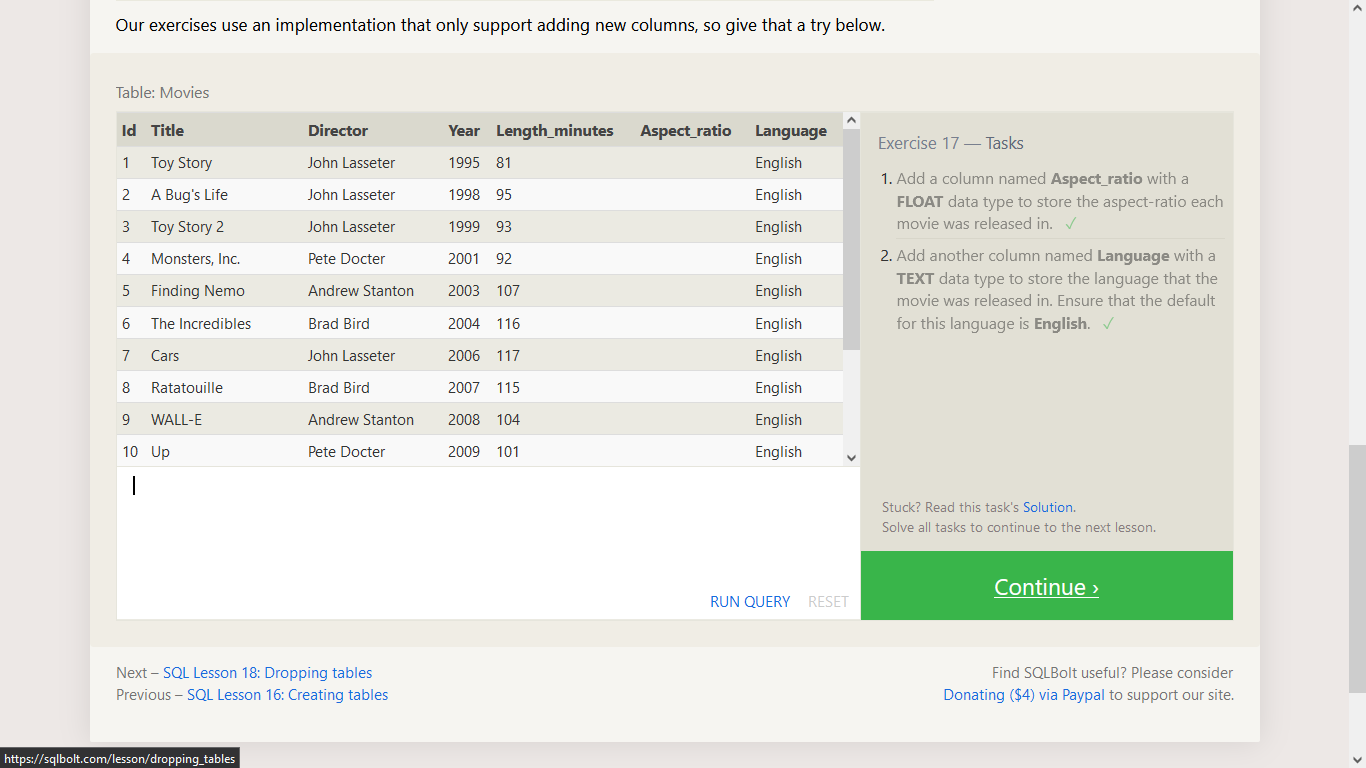 Our exercises use an implementation that only support adding new columns, so give that a try below.
Table: Movies
Id Title Director Year Length_minutes Aspect_ratio Language
1 Toy Story John Lasseter 1995 81 English
2 A Bug's Life John Lasseter 1998 95 English
3 Toy Story 2 John Lasseter 1999 93 English
4 Monsters, Inc. Pete Docter 2001 92 English
5 Finding Nemo Andrew Stanton 2003 107 English
6 The Incredibles Brad Bird 2004 116 English
7 Cars John Lasseter 2006 117 English
8 Ratatouille Brad Bird 2007 115 English
9 WALL-E Andrew Stanton 2008 104 English
10 Up Pete Docter 2009 101 English
RUN QUERY RESET
Exercise 17 — Tasks
1. Add a column named Aspect_ratio with a
FLOAT data type to store the aspect-ratio each
movie was released in. ✓
2. Add another column named Language with a
TEXT data type to store the language that the
movie was released in. Ensure that the default
for this language is English. ✓
Stuck? Read this task's Solution.
Solve all tasks to continue to the next lesson.
Continue ›
Next – SQL Lesson 18: Dropping tables
Previous – SQL Lesson 16: Creating tables
Find SQLBolt useful? Please consider
Donating ($4) via Paypal to support our site.
https://sqlbolt.com/lesson/dropping_tables